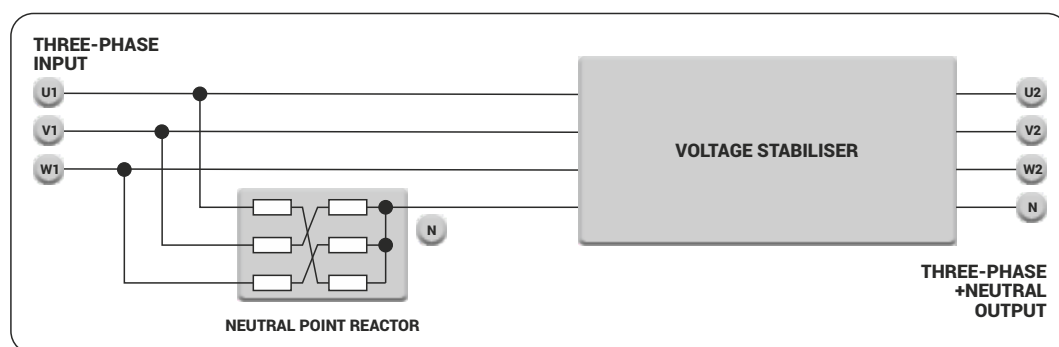 THREE-PHASE
INPUT
U1
V1
W1
VOLTAGE STABILISER
U2
V2
W2
N
N
NEUTRAL POINT REACTOR
THREE-PHASE
+NEUTRAL
OUTPUT